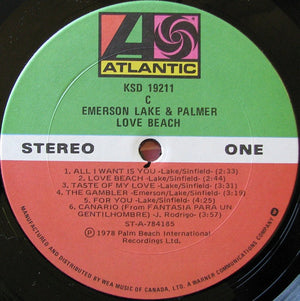 ATLANTIC
KSD 19211
C
EMERSON LAKE & PALMER
LOVE BEACH
STEREO ONE
1. ALL I WANT IS YOU -Lake/Sinfield- (2:33)
2. LOVE BEACH -Lake/Sinfield- (2:44)
3. TASTE OF MY LOVE -Lake/Sinfield- (3:31)
4. THE GAMBLER -Emerson/Lake/Sinfield- (3:19)
5. FOR YOU -Lake/Sinfield- (4:25)
6. CANARIO (From FANTASIA PARA UN
GENTILHOMBRE) - J. Rodrigo- (3:57)
ST-A-784185
℗ 1978 Palm Beach International
Recordings Ltd.
MANUFACTURED AND DISTRIBUTED BY WEA MUSIC OF CANADA, LTD. A WARNER COMMUNICATIONS COMPANY